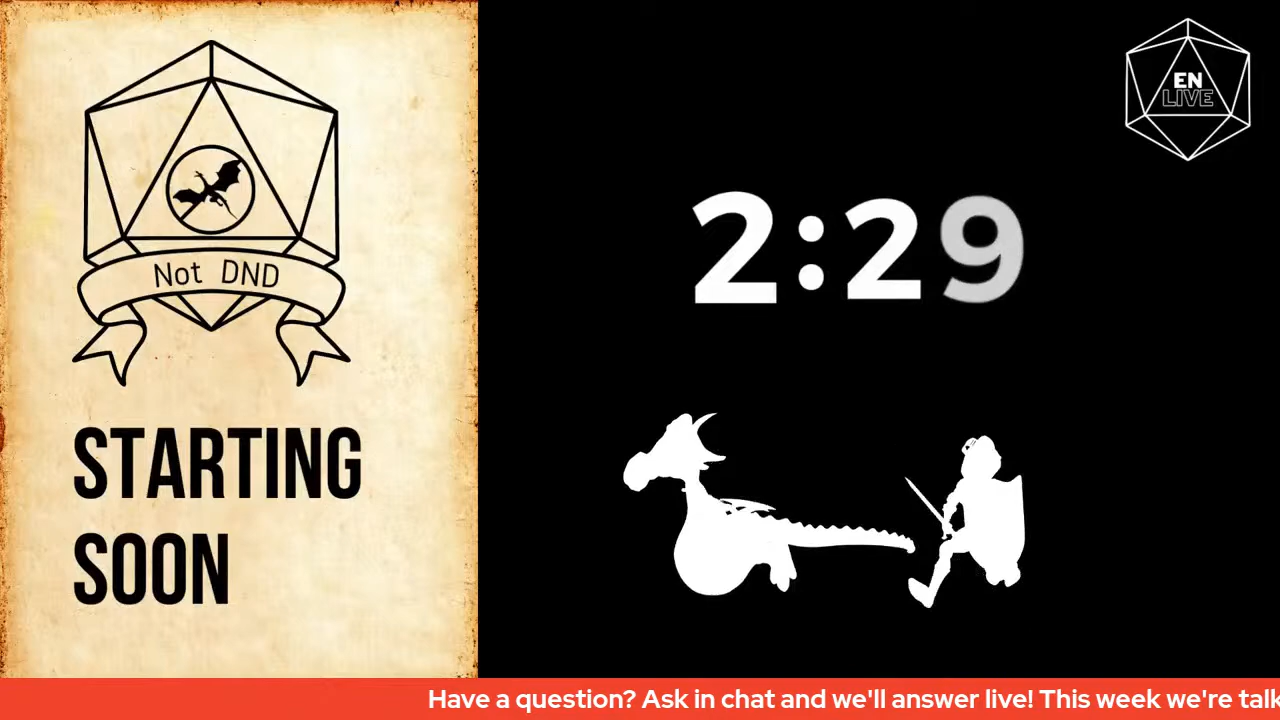 Not DND
STARTING
SOON
EN
LIVE
2:29
Have a question? Ask in chat and we'll answer live! This week we're talk